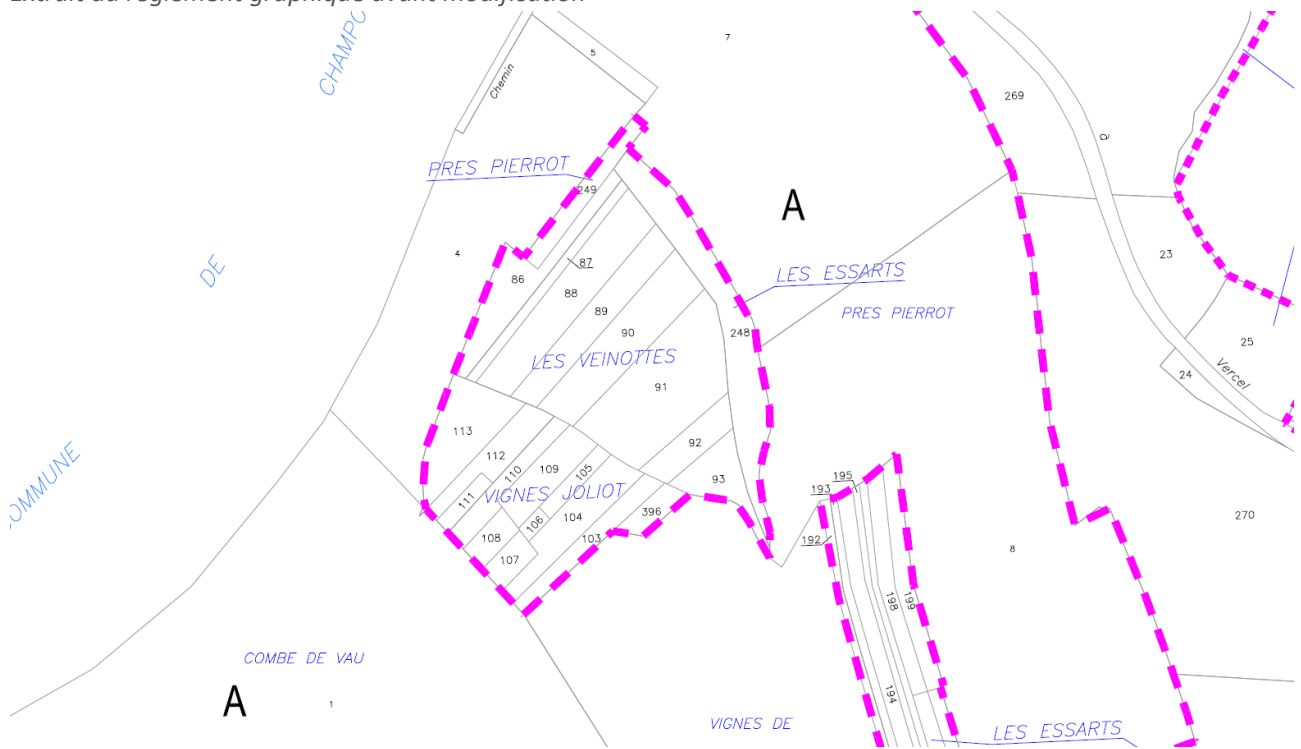 Extrait du règlement graphique avant modification
7
5
Chemin
269
PRES PIERROT
249
A
4
DE
86
87
23
88
LES ESSARTS
89
PRES PIERROT
90
248
25
LES VEINOTTES
24
Vercel
91
113
92
112
COMMUNE
109
105
195
110
93
193
111
VIGNES JOLIOT
396
104
106
270
108
103
192
8
107
198
199
COMBE DE VAU
194
A
1
VIGNES DE
LES ESSARTS